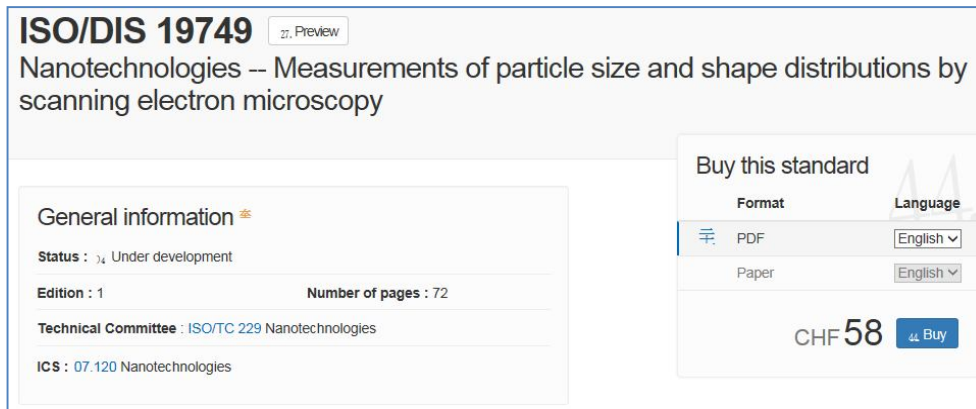 ISO/DIS 19749 Preview
Nanotechnologies -- Measurements of particle size and shape distributions by
scanning electron microscopy
General information
Status : Under development
Edition : 1 Number of pages : 72
Technical Committee : ISO/TC 229 Nanotechnologies
ICS : 07.120 Nanotechnologies
Buy this standard
Format Language
PDF English
Paper English
CHF 58 Buy